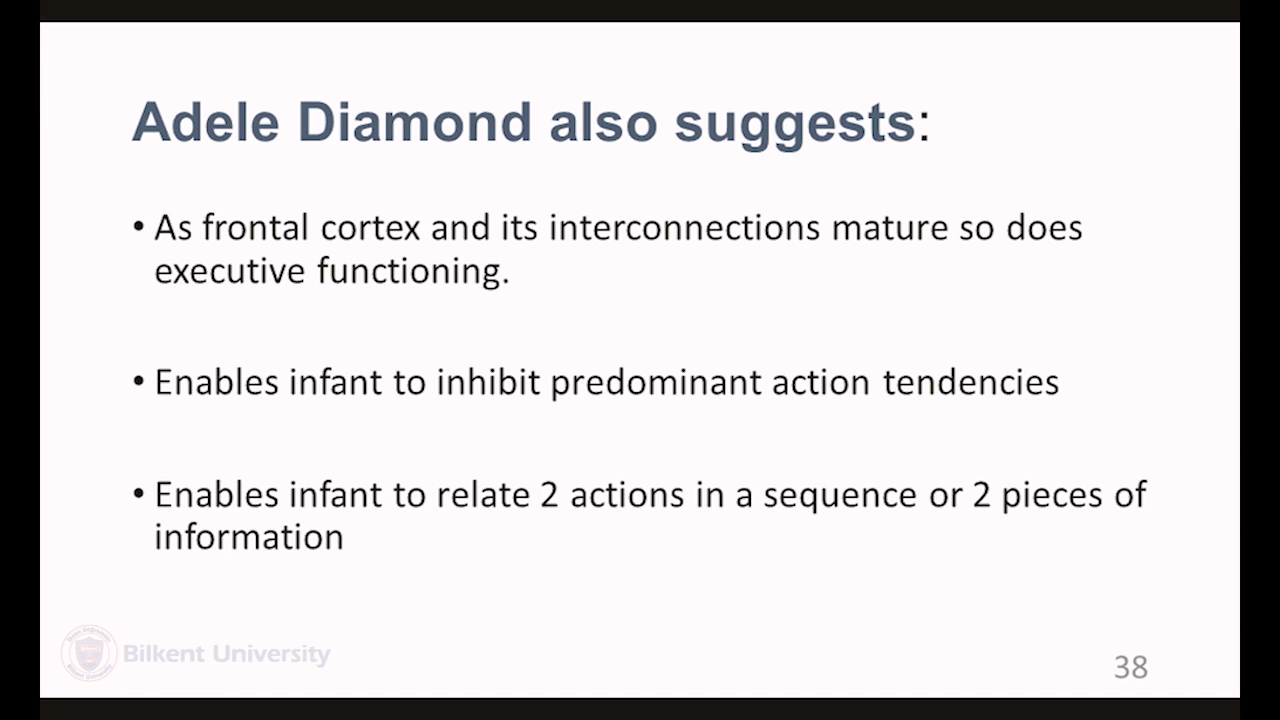 Adele Diamond also suggests:
• As frontal cortex and its interconnections mature so does
executive functioning.
• Enables infant to inhibit predominant action tendencies
• Enables infant to relate 2 actions in a sequence or 2 pieces of
information
Bilkent University
38